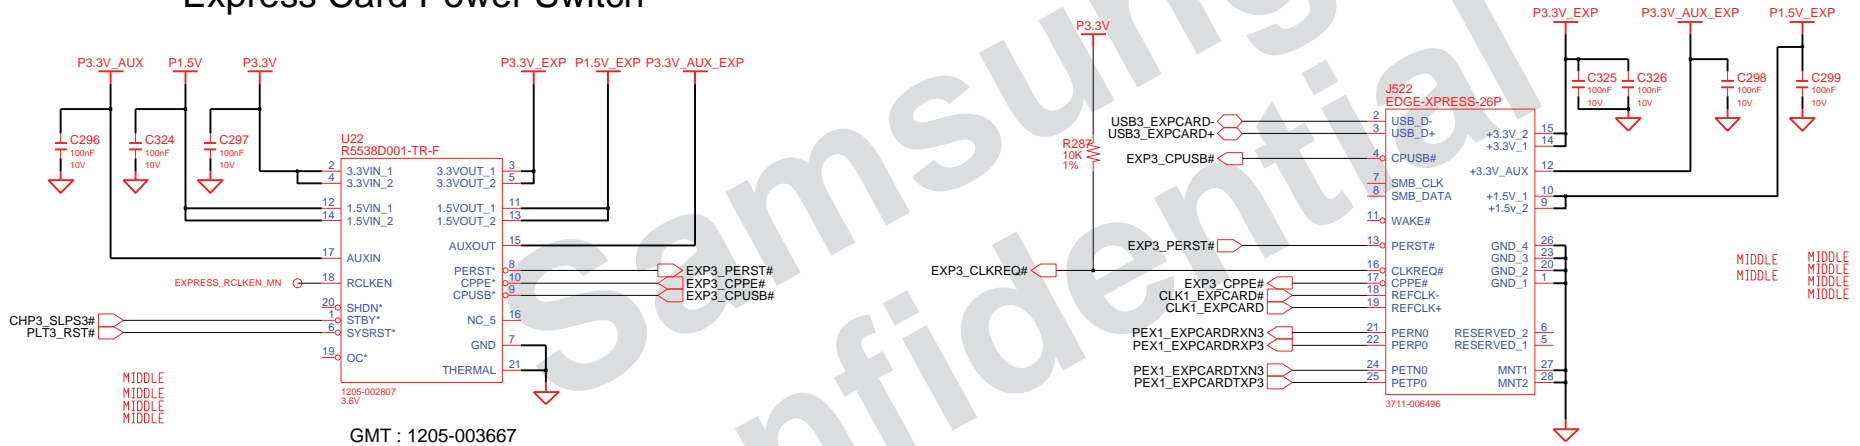 Express Card Power Switch
P3.3V_AUX
P1.5V
P3.3V
P3.3V_EXP
P1.5V_EXP
P3.3V_AUX_EXP
C296
100nF
10V
C324
100nF
10V
C297
100nF
10V
U22
R5538D001-TR-F
2 3.3VIN_1
4 3.3VIN_2
12 1.5VIN_1
14 1.5VIN_2
17 AUXIN
EXPRESS_RCLKEN_MN 18 RCLKEN
20 SHDN*
CHP3_SLPS3# 1 STBY*
PLT3_RST# 6 SYSRST*
19 OC*
3.3VOUT_1 3
3.3VOUT_2 5
1.5VOUT_1 11
1.5VOUT_2 13
AUXOUT 15
PERST* 8 EXP3_PERST#
CPPE* 10 EXP3_CPPE#
CPUSB* 9 EXP3_CPUSB#
NC_5 16
GND 7
THERMAL 21
1205-002807
3.6V
MIDDLE
MIDDLE
MIDDLE
MIDDLE
GMT : 1205-003667
P3.3V
R287
10K
1%
J522
EDGE-XPRESS-26P
USB3_EXPCARD- 2 USB_D-
USB3_EXPCARD+ 3 USB_D+
EXP3_CPUSB# 4 CPUSB#
7 SMB_CLK
8 SMB_DATA
11 WAKE#
EXP3_PERST# 13 PERST#
EXP3_CLKREQ# 16 CLKREQ#
EXP3_CPPE# 17 CPPE#
CLK1_EXPCARD# 18 REFCLK-
CLK1_EXPCARD 19 REFCLK+
PEX1_EXPCARDRXN3 21 PERN0
PEX1_EXPCARDRXP3 22 PERP0
PEX1_EXPCARDTXN3 24 PETN0
PEX1_EXPCARDTXP3 25 PETP0
+3.3V_2 15
+3.3V_1 14
+3.3V_AUX 12
+1.5V_1 10
+1.5v_2 9
GND_4 26
GND_3 23
GND_2 20
GND_1 1
RESERVED_2 6
RESERVED_1 5
MNT1 27
MNT2 28
3711-006496
P3.3V_EXP
P3.3V_AUX_EXP
P1.5V_EXP
C325
100nF
10V
C326
100nF
10V
C298
100nF
10V
C299
100nF
10V
MIDDLE MIDDLE
MIDDLE MIDDLE
MIDDLE
MIDDLE
Samsung
Confidential